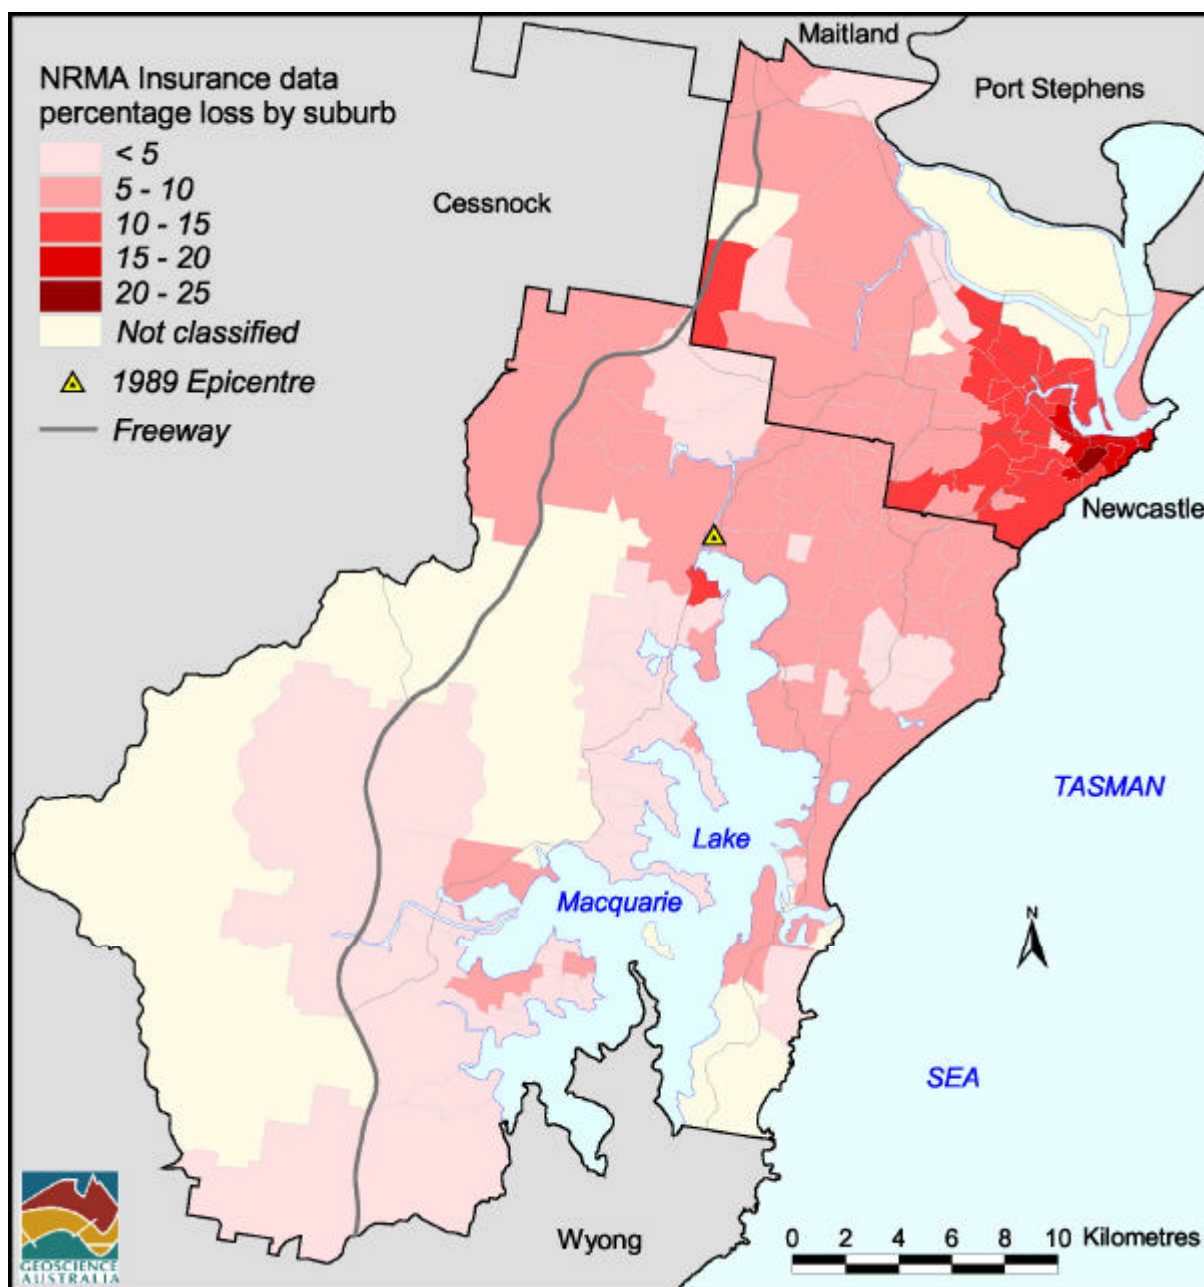 Maitland
NRMA Insurance data
percentage loss by suburb
Port Stephens
< 5
5 - 10
10 - 15
15 - 20
20 - 25
Not classified
1989 Epicentre
Freeway
Cessnock
Newcastle
TASMAN
Lake
Macquarie
N
SEA
Wyong
0 2 4 6 8 10 Kilometres
GEOSCIENCE
AUSTRALIA